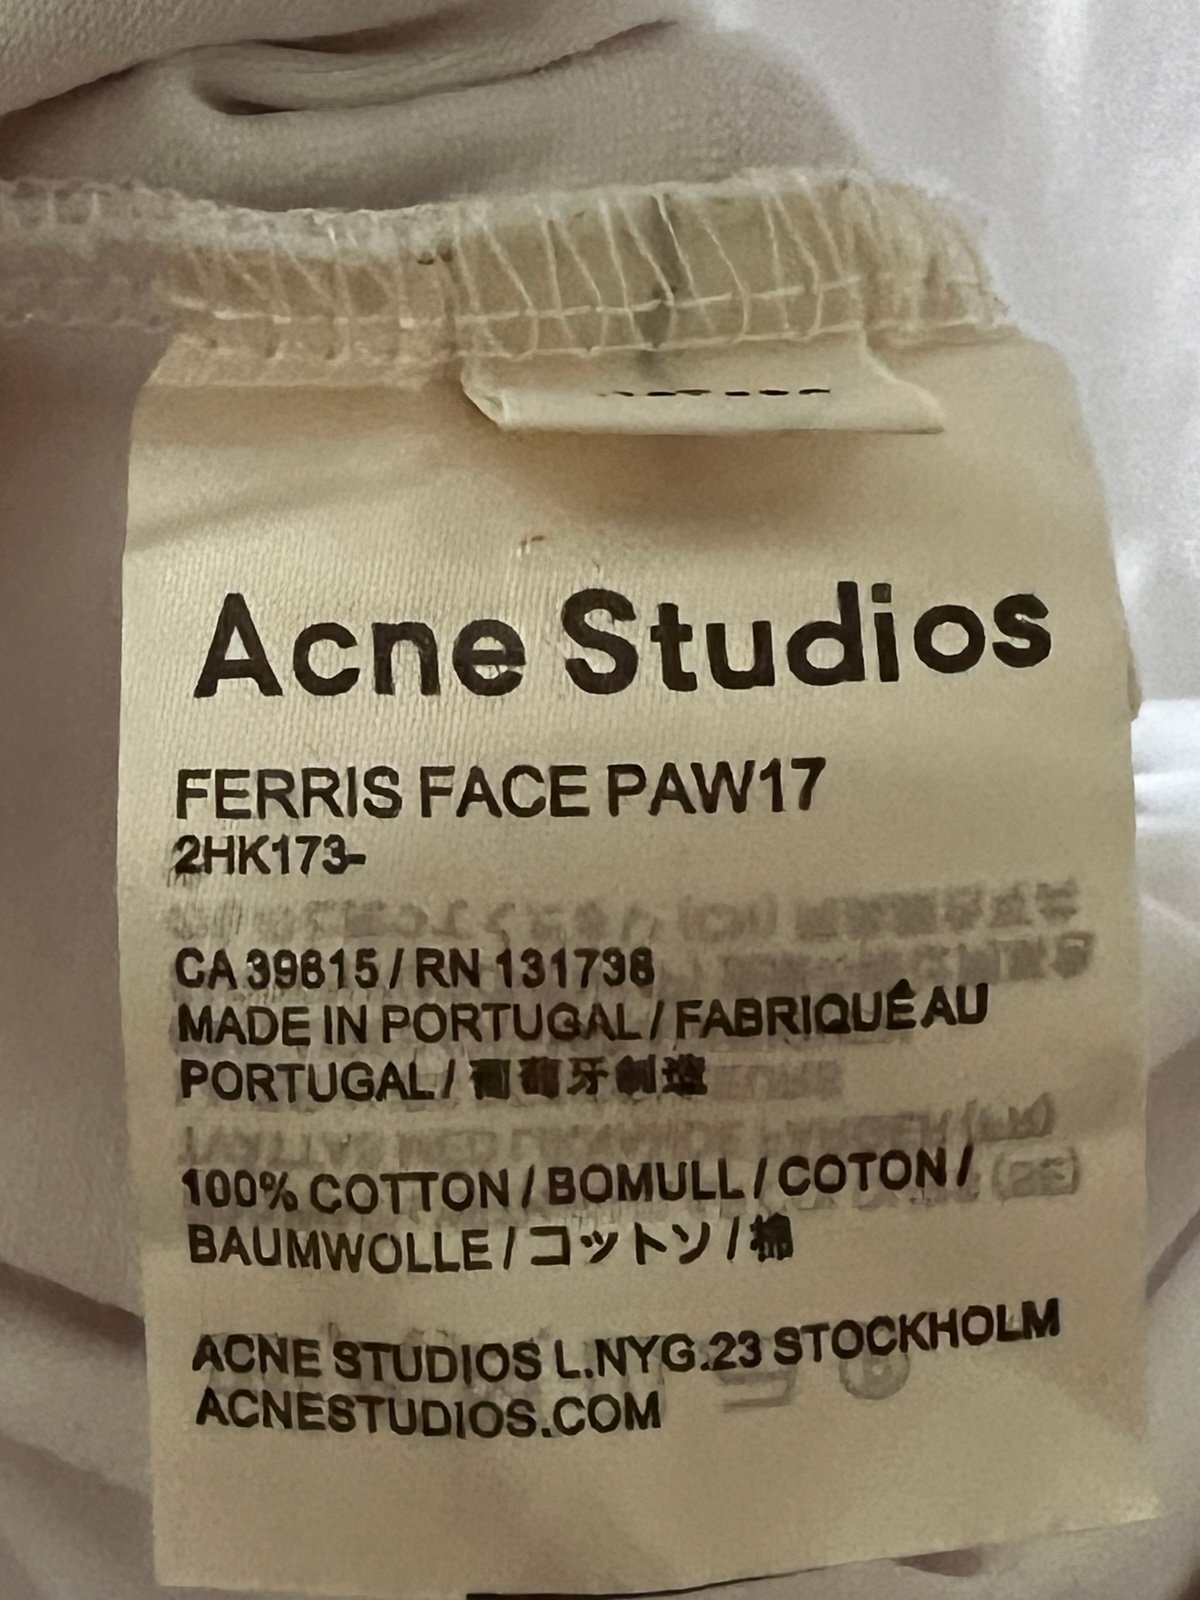 Acne Studios
FERRIS FACE PAW17
2HK173-
CA 39815 / RN 131738
MADE IN PORTUGAL / FABRIQUÉ AU
PORTUGAL / 葡萄牙制造
100% COTTON / BOMULL / COTON /
BAUMWOLLE / コットン / 棉
ACNE STUDIOS L.NYG.23 STOCKHOLM
ACNESTUDIOS.COM